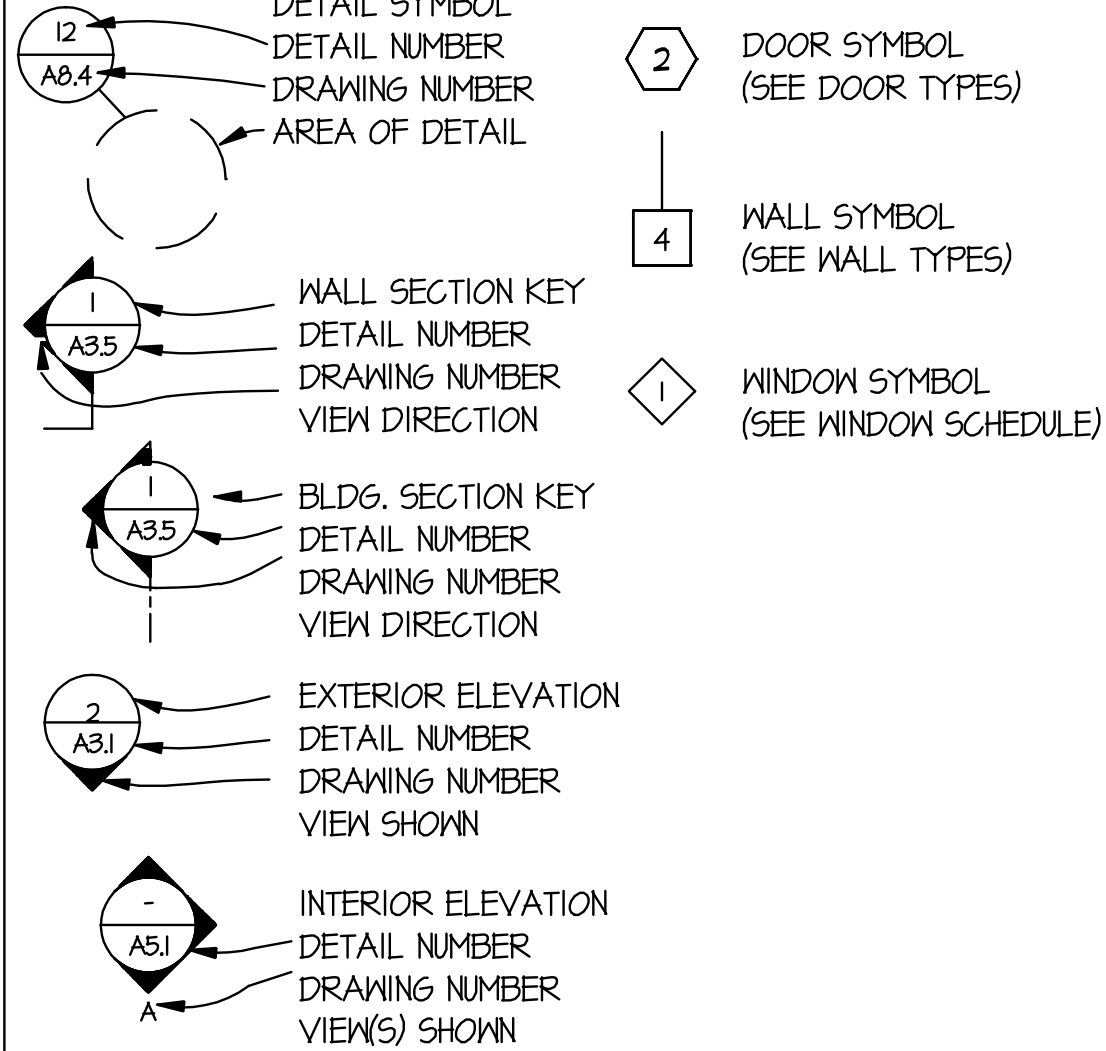 DETAIL SYMBOL
12
DETAIL NUMBER
A8.4
DRAWING NUMBER
AREA OF DETAIL
1
A3.5
WALL SECTION KEY
DETAIL NUMBER
DRAWING NUMBER
VIEW DIRECTION
1
A3.5
BLDG. SECTION KEY
DETAIL NUMBER
DRAWING NUMBER
VIEW DIRECTION
2
A3.1
EXTERIOR ELEVATION
DETAIL NUMBER
DRAWING NUMBER
VIEW SHOWN
-
A5.1
A
INTERIOR ELEVATION
DETAIL NUMBER
DRAWING NUMBER
VIEW(S) SHOWN
2
DOOR SYMBOL
(SEE DOOR TYPES)
4
WALL SYMBOL
(SEE WALL TYPES)
1
WINDOW SYMBOL
(SEE WINDOW SCHEDULE)